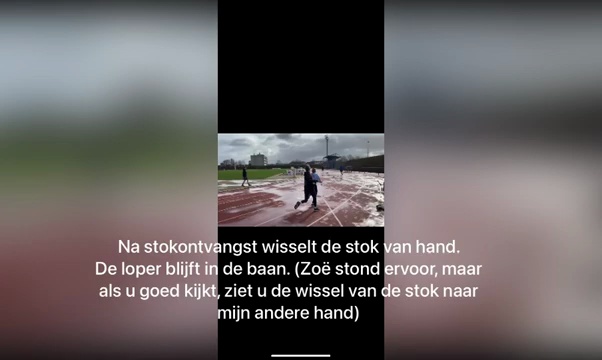 Na stokontvangst wisselt de stok van hand.
De loper blijft in de baan. (Zoë stond ervoor, maar
als u goed kijkt, ziet u de wissel van de stok naar
mijn andere hand)